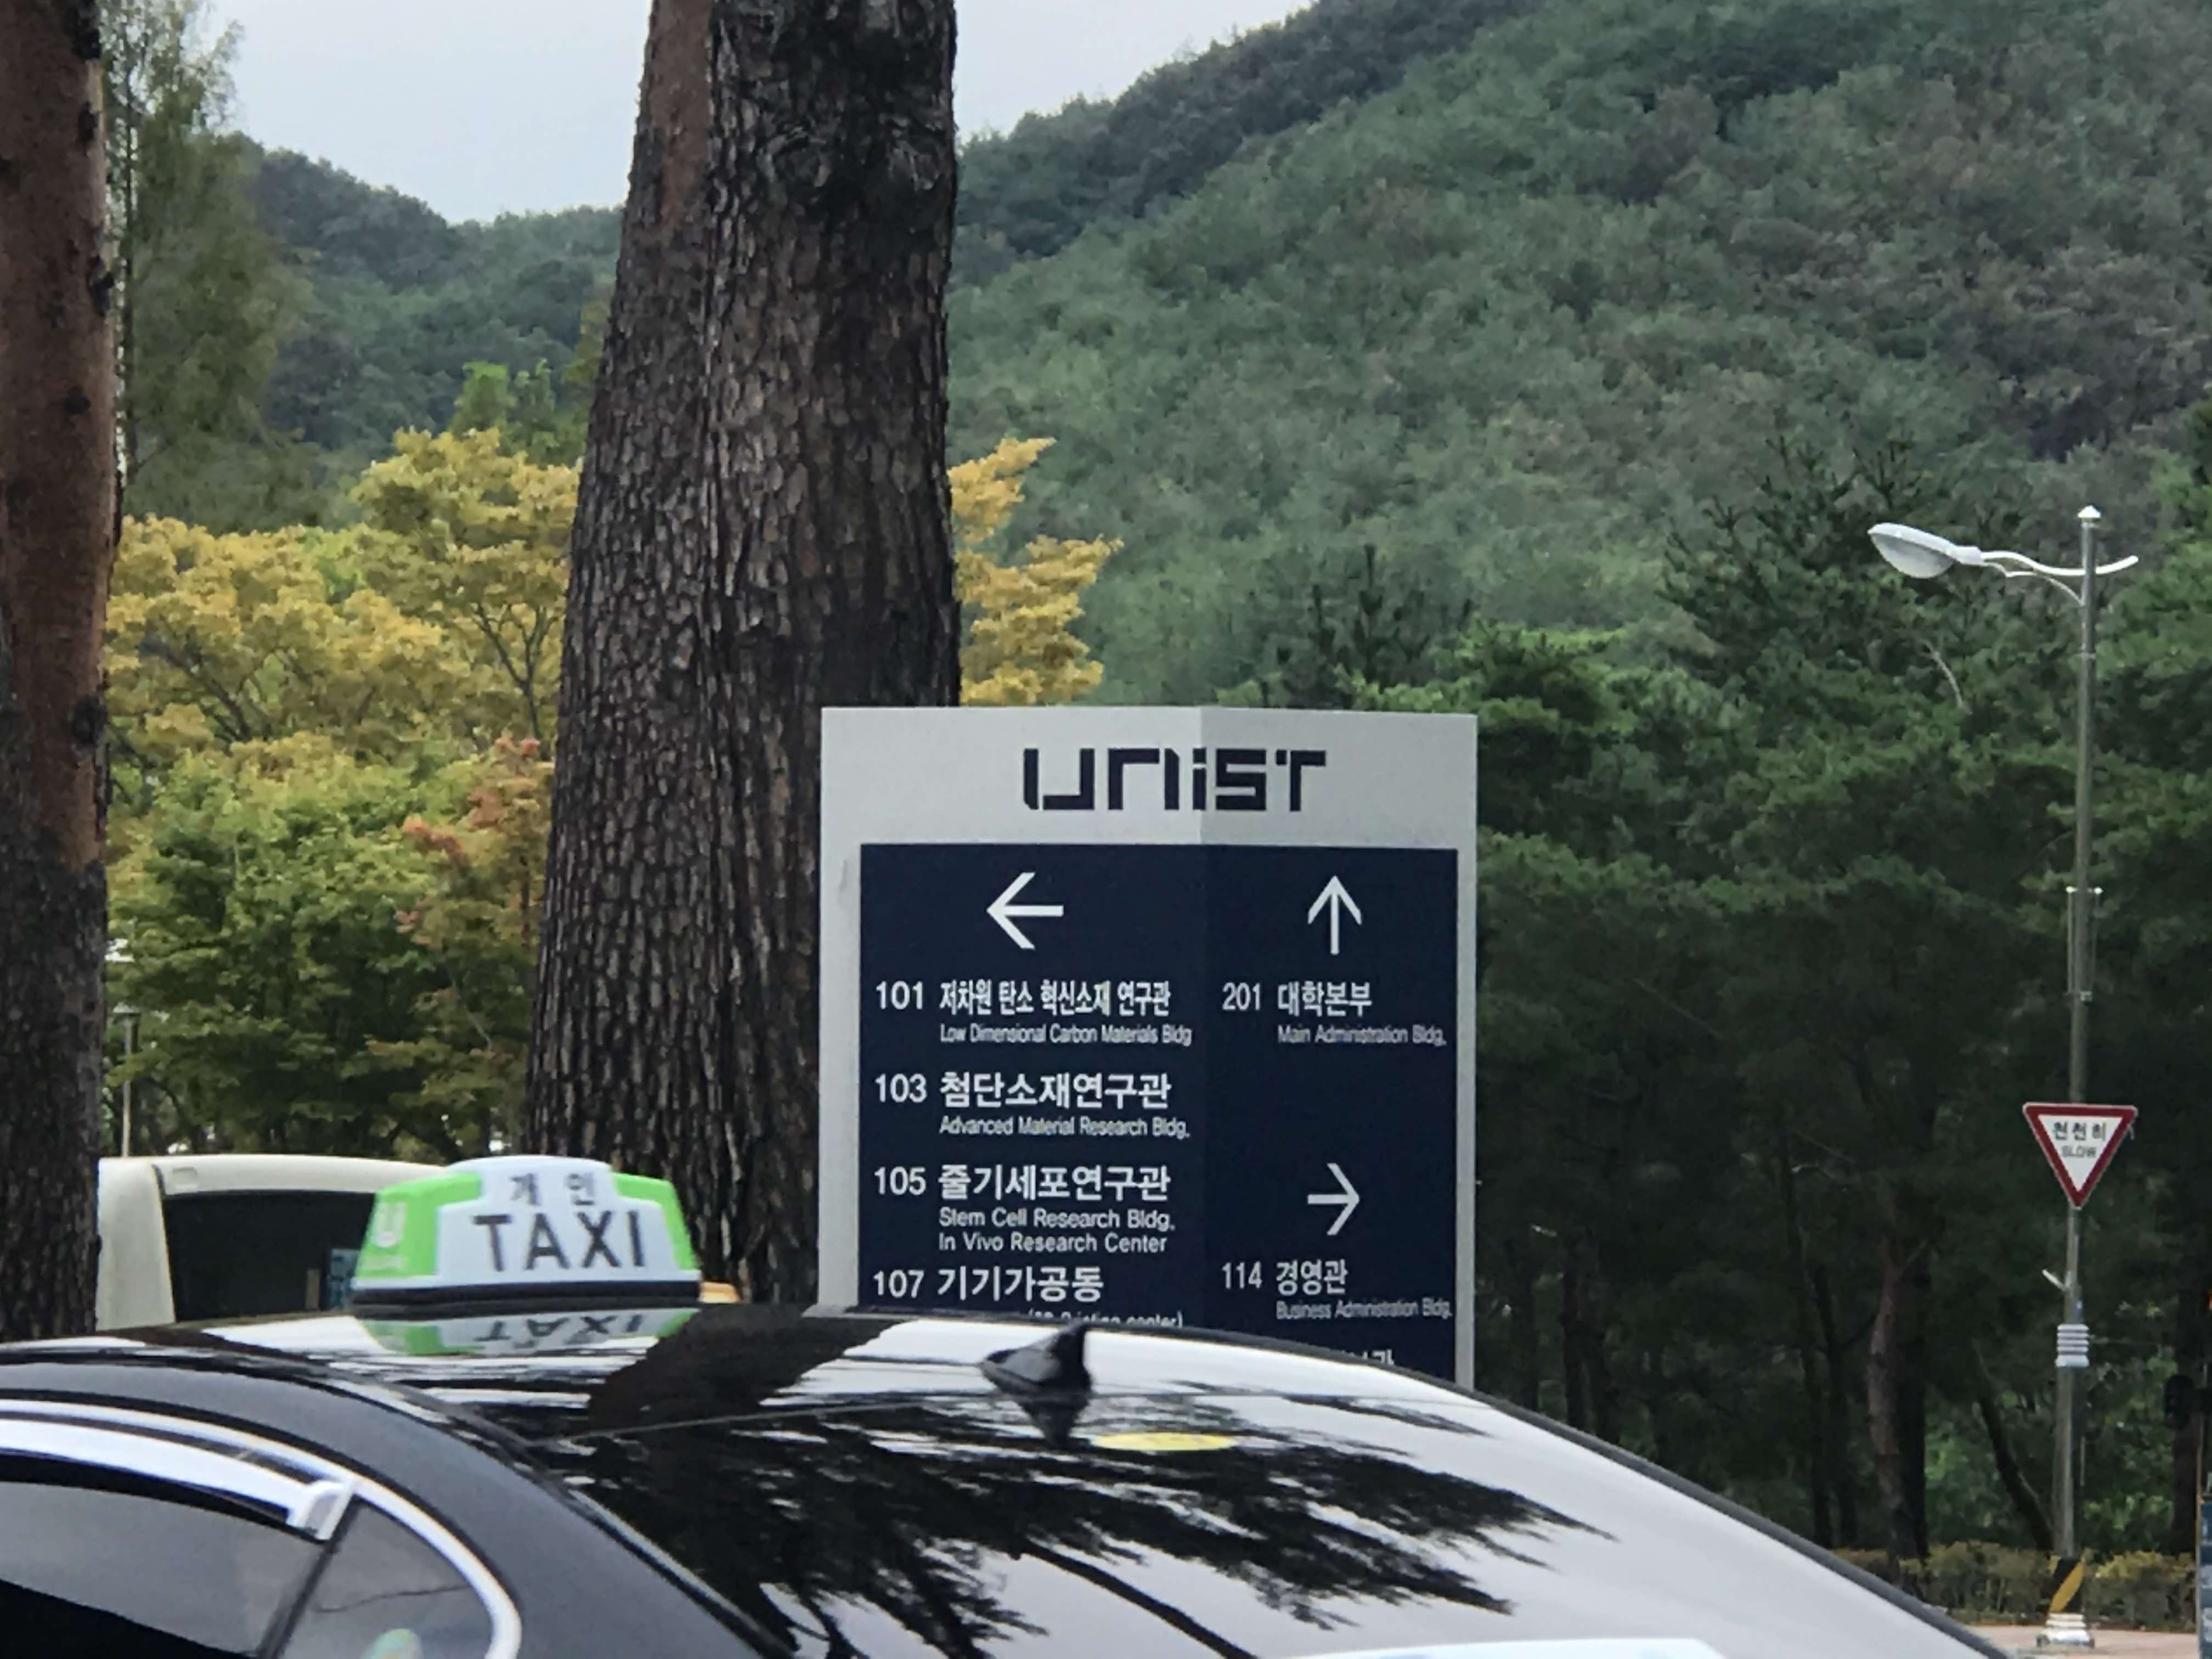 UNIST
101 저차원 탄소 혁신소재 연구관
Low Dimensional Carbon Materials Bldg
103 첨단소재연구관
Advanced Material Research Bldg.
105 줄기세포연구관
Stem Cell Research Bldg.
In Vivo Research Center
107 기기가공동
center)
201 대학본부
Main Administration Bldg.
114 경영관
Business Administration Bldg.
천천히
SLOW
개인
TAXI